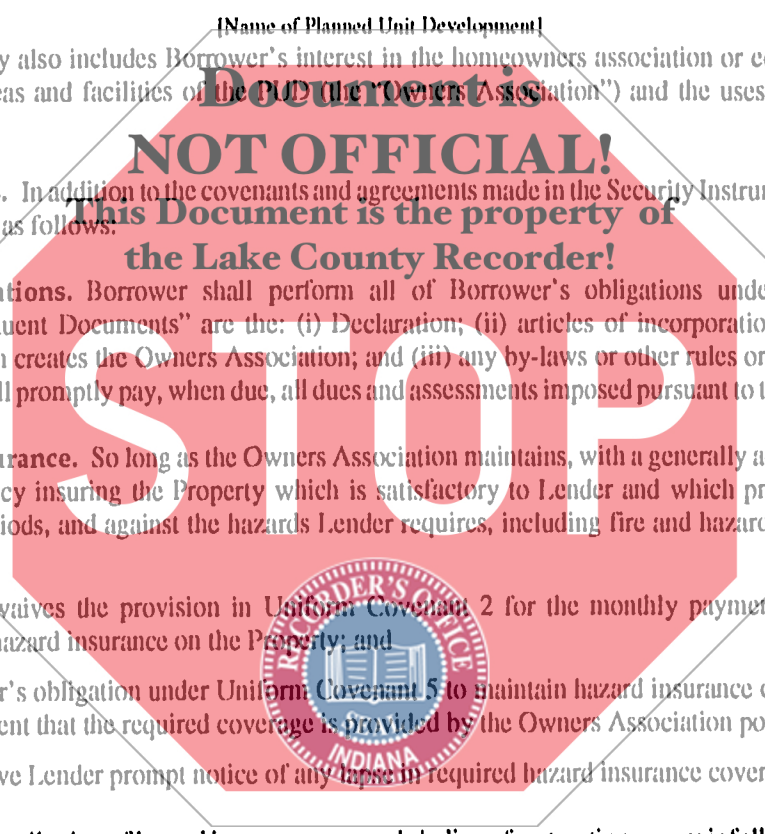 [Name of Planned Unit Development]
y also includes Borrower's interest in the homeowners association or
eas and facilities of the PUD (the "Owners Association") and the uses
Document is
NOT OFFICIAL!
. In addition to the covenants and agreements made in the Security Instru
This Document is the property of
as follows:
the Lake County Recorder!
tions. Borrower shall perform all of Borrower's obligations unde
uent Documents" are the: (i) Declaration; (ii) articles of incorporatio
h creates the Owners Association; and (iii) any by-laws or other rules or
ll promptly pay, when due, all dues and assessments imposed pursuant to t
STOP
urance. So long as the Owners Association maintains, with a generally a
cy insuring the Property which is satisfactory to Lender and which pr
iods, and against the hazards Lender requires, including fire and hazard
waives the provision in Uniform Covenant 2 for the monthly payme
hazard insurance on the Property; and
RECORDER'S OFFICE
r's obligation under Uniform Covenant 5 to maintain hazard insurance
ent that the required coverage is provided by the Owners Association po
INDIANA
ve Lender prompt notice of any lapse in required hazard insurance cover